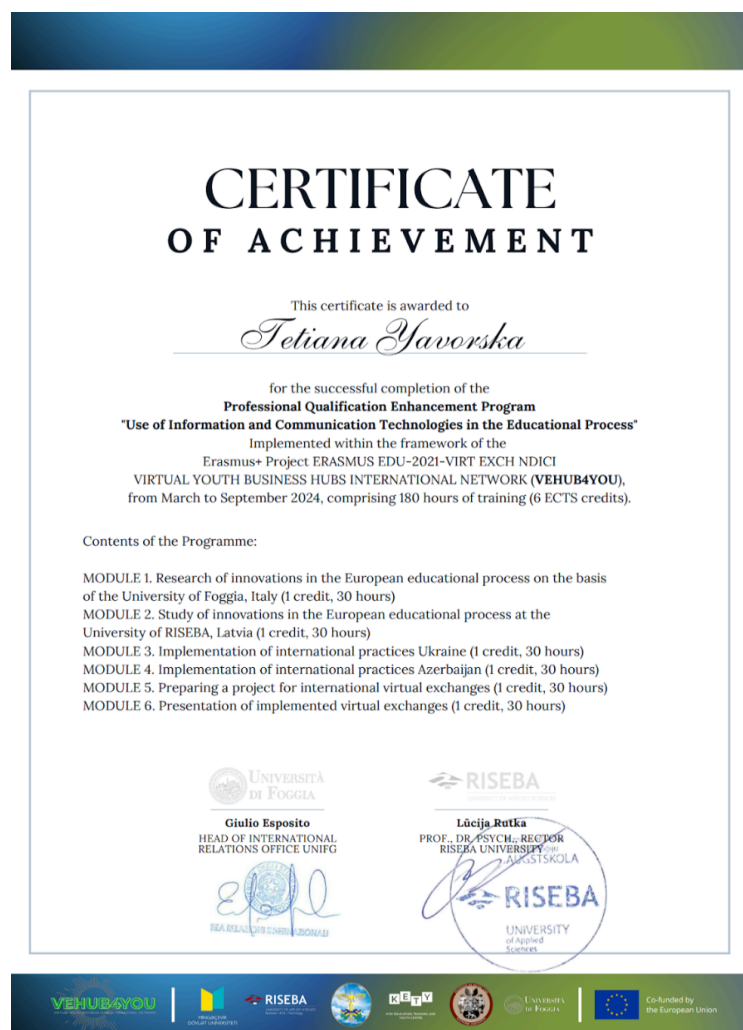 CERTIFICATE
OF ACHIEVEMENT
This certificate is awarded to
Tetiana Yavorska
for the successful completion of the
Professional Qualification Enhancement Program
"Use of Information and Communication Technologies in the Educational Process"
Implemented within the framework of the
Erasmus+ Project ERASMUS EDU-2021-VIRT EXCH NDICI
VIRTUAL YOUTH BUSINESS HUBS INTERNATIONAL NETWORK (VEHUB4YOU),
from March to September 2024, comprising 180 hours of training (6 ECTS credits).
Contents of the Programme:
MODULE 1. Research of innovations in the European educational process on the basis
of the University of Foggia, Italy (1 credit, 30 hours)
MODULE 2. Study of innovations in the European educational process at the
University of RISEBA, Latvia (1 credit, 30 hours)
MODULE 3. Implementation of international practices Ukraine (1 credit, 30 hours)
MODULE 4. Implementation of international practices Azerbaijan (1 credit, 30 hours)
MODULE 5. Preparing a project for international virtual exchanges (1 credit, 30 hours)
MODULE 6. Presentation of implemented virtual exchanges (1 credit, 30 hours)
UNIVERSITÀ
DI FOGGIA
Giulio Esposito
HEAD OF INTERNATIONAL
RELATIONS OFFICE UNIFG
RISEBA
UNIVERSITY OF APPLIED SCIENCES
Lūcija Rutka
PROF., DR. PSYCH., RECTOR
RISEBA UNIVERSITY
AUGSTSKOLA
RISEBA
UNIVERSITY
of Applied
Sciences
VEHUB4YOU
MİNGƏÇEVİR
DÖVLƏT UNİVERSİTETİ
RISEBA
KETY
UNIVERSITÀ
DI FOGGIA
Co-funded by
the European Union